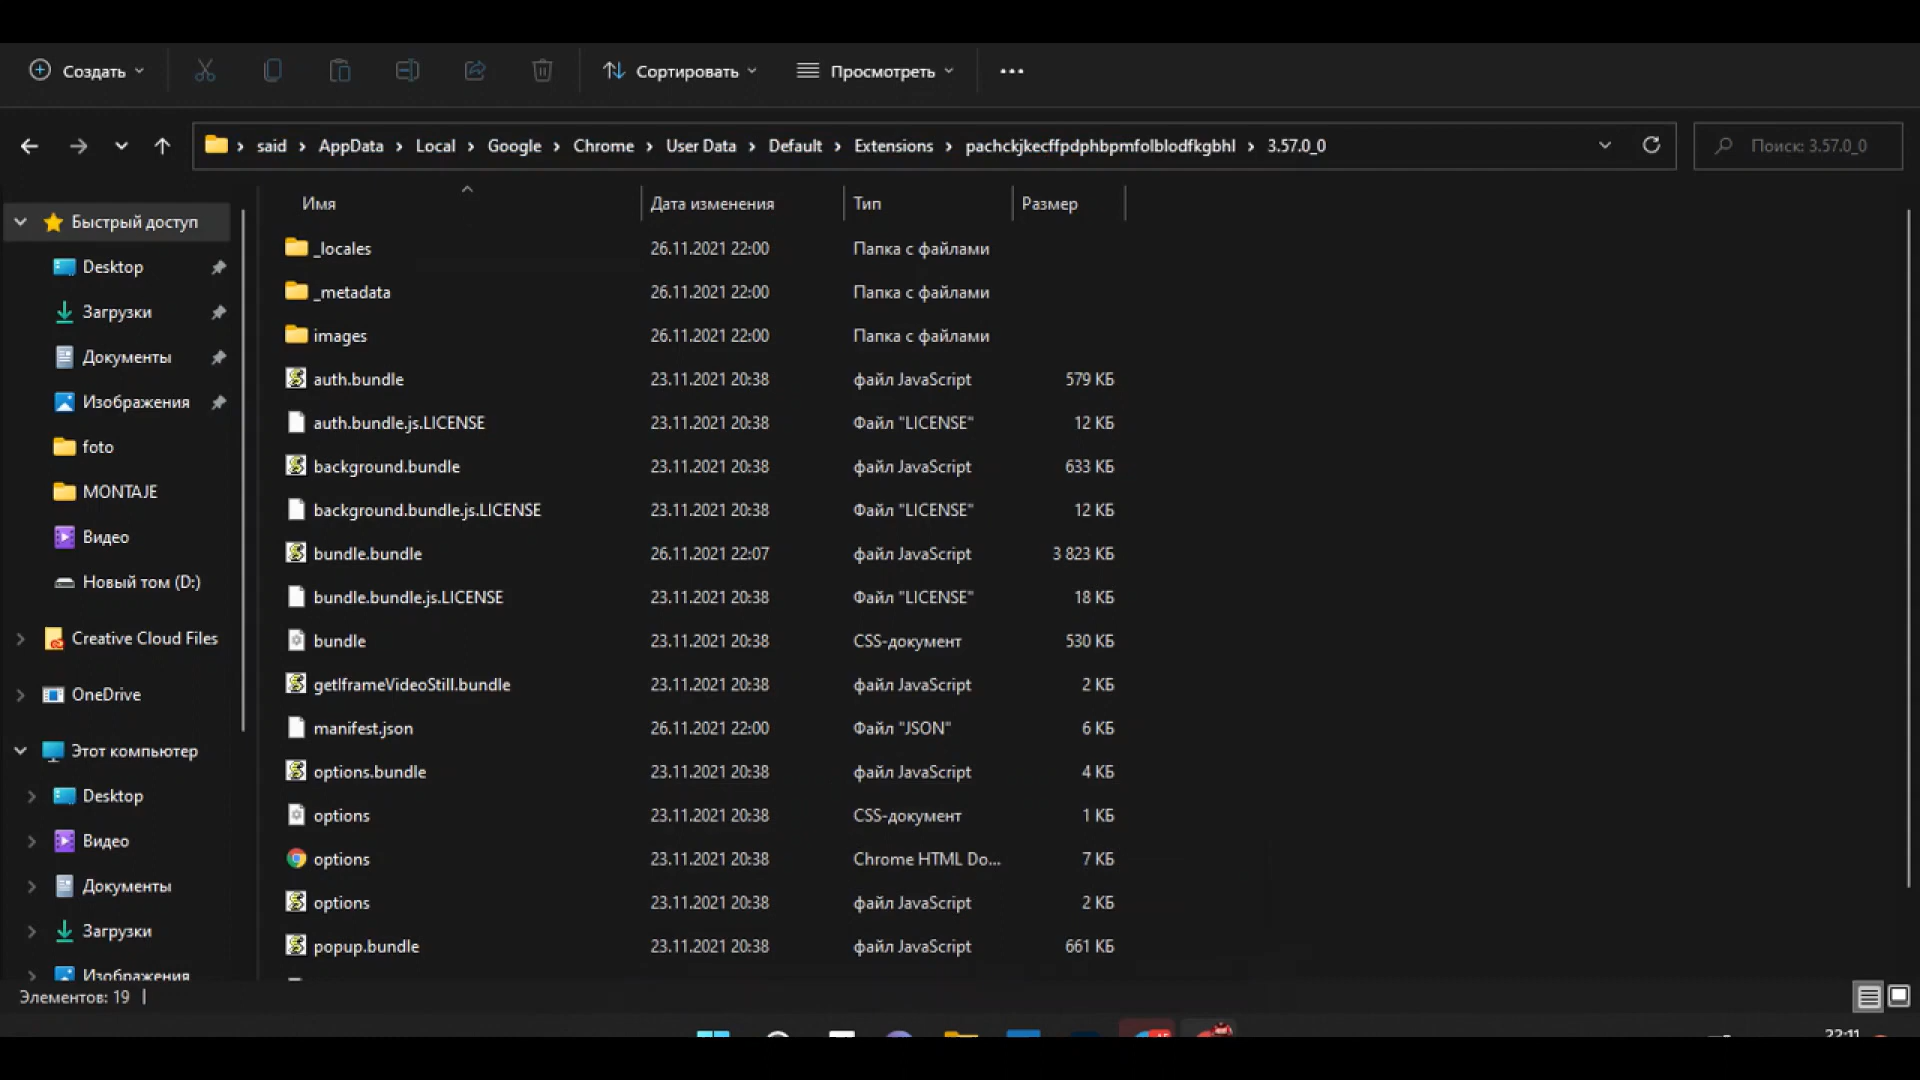 Создать
Сортировать
Просмотреть
said
AppData
Local
Google
Chrome
User Data
Default
Extensions
pachckjkecffpdphbpmfolblodfkgbhl
3.57.0_0
Поиск: 3.57.0_0
Имя Дата изменения Тип Размер
Быстрый доступ
Desktop
Загрузки
Документы
Изображения
foto
MONTAJE
Видео
Новый том (D:)
Creative Cloud Files
OneDrive
Этот компьютер
Desktop
Видео
Документы
Загрузки
Изображения
_locales 26.11.2021 22:00 Папка с файлами
_metadata 26.11.2021 22:00 Папка с файлами
images 26.11.2021 22:00 Папка с файлами
auth.bundle 23.11.2021 20:38 файл JavaScript 579 КБ
auth.bundle.js.LICENSE 23.11.2021 20:38 Файл "LICENSE" 12 КБ
background.bundle 23.11.2021 20:38 файл JavaScript 633 КБ
background.bundle.js.LICENSE 23.11.2021 20:38 Файл "LICENSE" 12 КБ
bundle.bundle 26.11.2021 22:07 файл JavaScript 3 823 КБ
bundle.bundle.js.LICENSE 23.11.2021 20:38 Файл "LICENSE" 18 КБ
bundle 23.11.2021 20:38 CSS-документ 530 КБ
getIframeVideoStill.bundle 23.11.2021 20:38 файл JavaScript 2 КБ
manifest.json 26.11.2021 22:00 Файл "JSON" 6 КБ
options.bundle 23.11.2021 20:38 файл JavaScript 4 КБ
options 23.11.2021 20:38 CSS-документ 1 КБ
options 23.11.2021 20:38 Chrome HTML Do... 7 КБ
options 23.11.2021 20:38 файл JavaScript 2 КБ
popup.bundle 23.11.2021 20:38 файл JavaScript 661 КБ
Элементов: 19
22:11